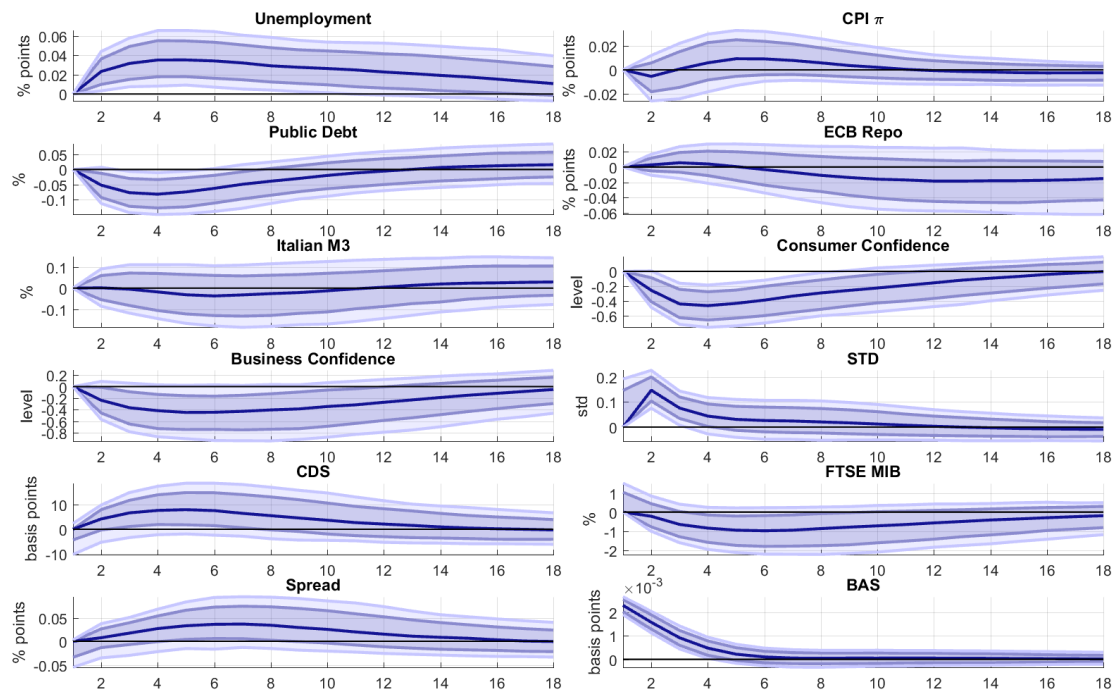 Unemployment
% points
0.06
0.04
0.02
0
2 4 6 8 10 12 14 16 18
CPI π
% points
0.02
0
-0.02
2 4 6 8 10 12 14 16 18
Public Debt
%
0.05
0
-0.05
-0.1
2 4 6 8 10 12 14 16 18
ECB Repo
% points
0.02
0
-0.02
-0.04
-0.06
2 4 6 8 10 12 14 16 18
Italian M3
%
0.1
0
-0.1
2 4 6 8 10 12 14 16 18
Consumer Confidence
level
0
-0.2
-0.4
-0.6
2 4 6 8 10 12 14 16 18
Business Confidence
level
0.2
0
-0.2
-0.4
-0.6
-0.8
2 4 6 8 10 12 14 16 18
STD
std
0.2
0.1
0
2 4 6 8 10 12 14 16 18
CDS
basis points
10
0
-10
2 4 6 8 10 12 14 16 18
FTSE MIB
%
1
0
-1
-2
2 4 6 8 10 12 14 16 18
Spread
% points
0.05
0
-0.05
2 4 6 8 10 12 14 16 18
BAS
×10⁻³
basis points
2
1
0
2 4 6 8 10 12 14 16 18